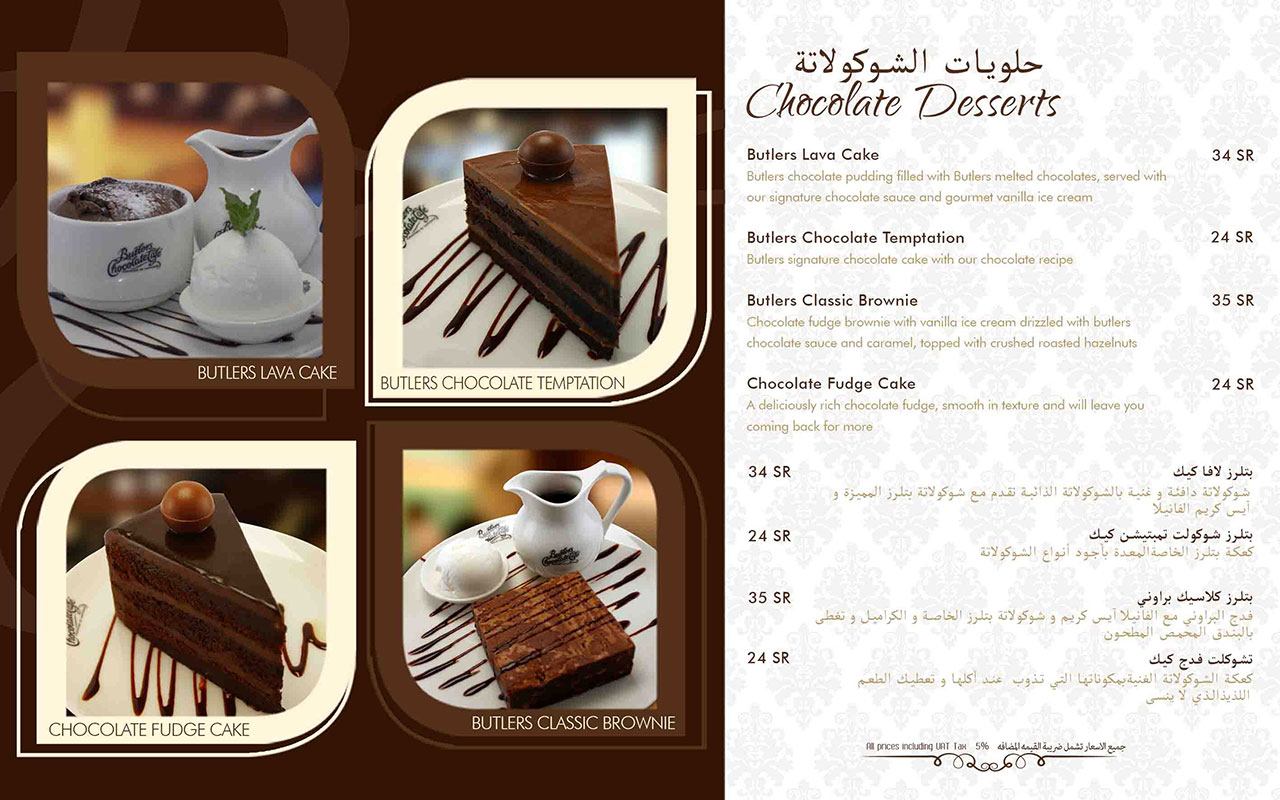 BUTLERS LAVA CAKE
BUTLERS CHOCOLATE TEMPTATION
CHOCOLATE FUDGE CAKE
BUTLERS CLASSIC BROWNIE
Butlers
Chocolate Café
حلويات الشوكولاتة
Chocolate Desserts
Butlers Lava Cake 34 SR
Butlers chocolate pudding filled with Butlers melted chocolates, served with
our signature chocolate sauce and gourmet vanilla ice cream
Butlers Chocolate Temptation 24 SR
Butlers signature chocolate cake with our chocolate recipe
Butlers Classic Brownie 35 SR
Chocolate fudge brownie with vanilla ice cream drizzled with butlers
chocolate sauce and caramel, topped with crushed roasted hazelnuts
Chocolate Fudge Cake 24 SR
A deliciously rich chocolate fudge, smooth in texture and will leave you
coming back for more
بتلرز لافا كيك 34 SR
شوكولاتة دافئة و غنية بالشوكولاتة الذائبة تقدم مع شوكولاتة بتلرز المميزة و
آيس كريم الفانيلا
بتلرز شوكولت تمبتيشن كيك 24 SR
كعكة بتلرز الخاصةالمعدة بأجود أنواع الشوكولاتة
بتلرز كلاسيك براوني 35 SR
فدج البراوني مع الفانيلا آيس كريم و شوكولاتة بتلرز الخاصة و الكراميل و تغطى
بالبندق المحمص المطحون
تشوكلت فدج كيك 24 SR
كعكة الشوكولاتة الغنيةبمكوناتها التي تذوب عند أكلها و تعطيك الطعم
اللذيذالذي لا ينسى
All prices including VAT Tax 5% جميع الاسعار تشمل ضريبة القيمه المضافه